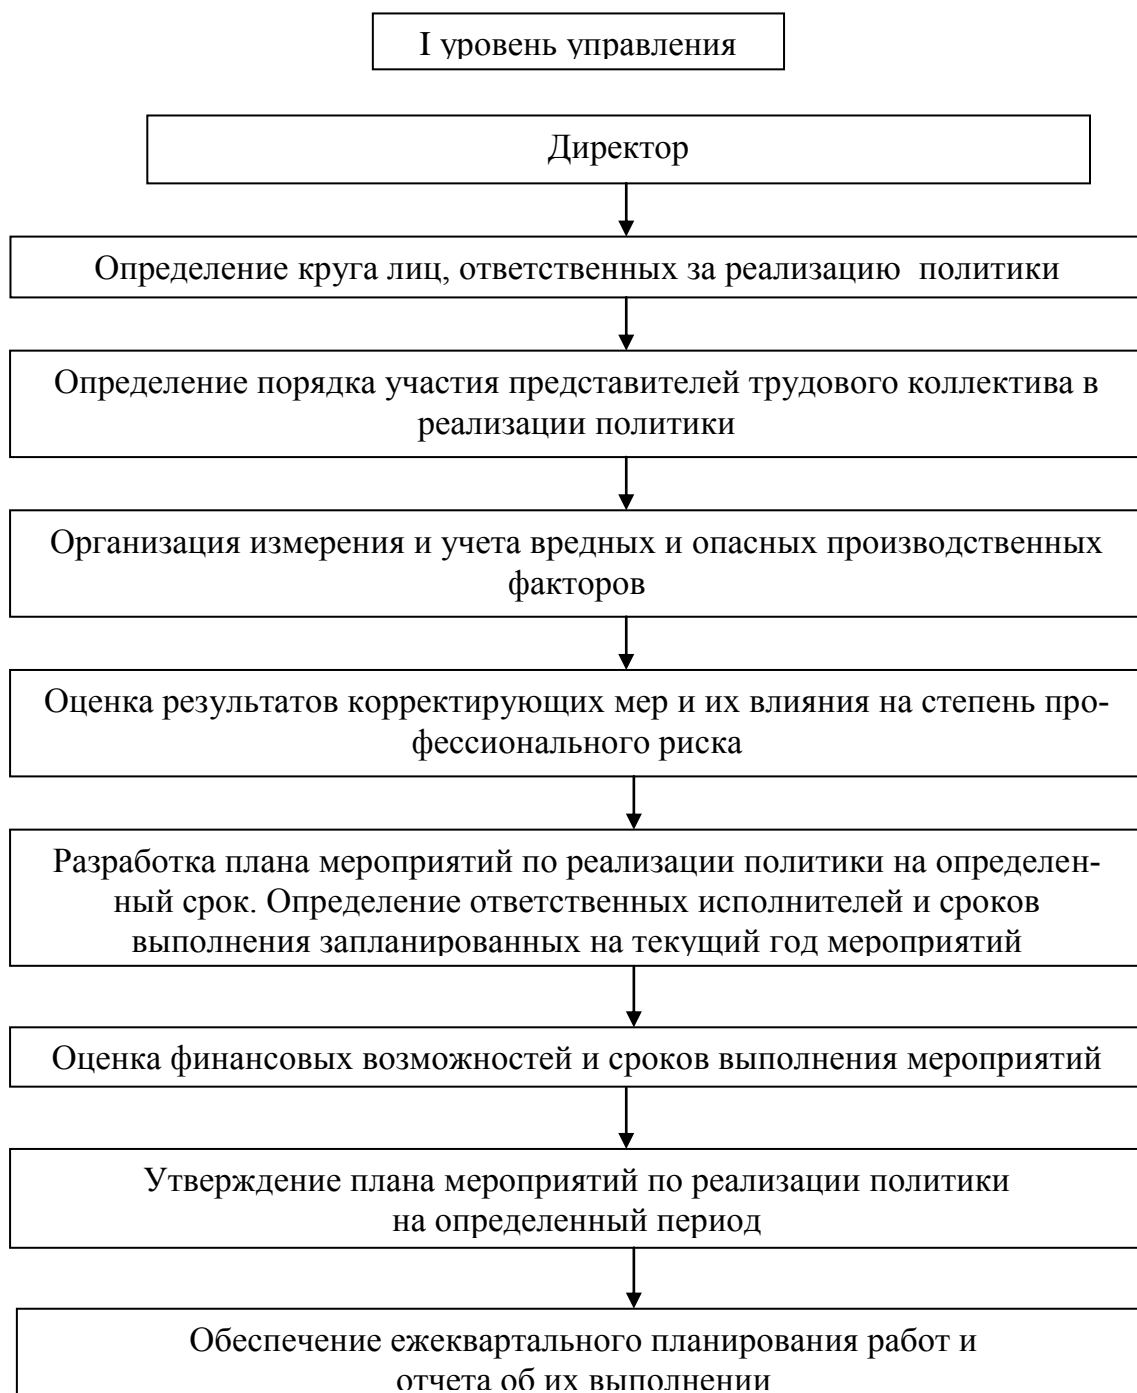 I уровень управления
Директор
Определение круга лиц, ответственных за реализацию политики
Определение порядка участия представителей трудового коллектива в
реализации политики
Организация измерения и учета вредных и опасных производственных
факторов
Оценка результатов корректирующих мер и их влияния на степень про-
фессионального риска
Разработка плана мероприятий по реализации политики на определен-
ный срок. Определение ответственных исполнителей и сроков
выполнения запланированных на текущий год мероприятий
Оценка финансовых возможностей и сроков выполнения мероприятий
Утверждение плана мероприятий по реализации политики
на определенный период
Обеспечение ежеквартального планирования работ и
отчета об их выполнении